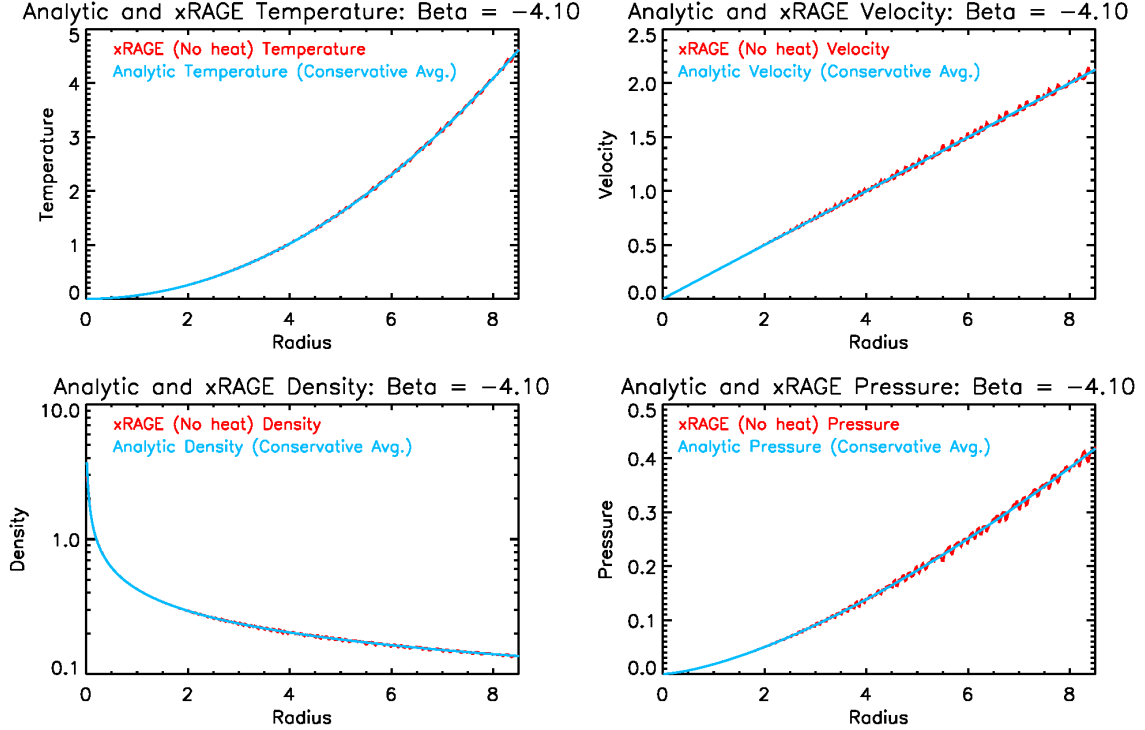 Analytic and xRAGE Temperature: Beta = −4.10
xRAGE (No heat) Temperature
Analytic Temperature (Conservative Avg.)
Temperature
5
4
3
2
1
0
0 2 4 6 8
Radius
Analytic and xRAGE Velocity: Beta = −4.10
xRAGE (No heat) Velocity
Analytic Velocity (Conservative Avg.)
Velocity
2.5
2.0
1.5
1.0
0.5
0.0
0 2 4 6 8
Radius
Analytic and xRAGE Density: Beta = −4.10
xRAGE (No heat) Density
Analytic Density (Conservative Avg.)
Density
10.0
1.0
0.1
0 2 4 6 8
Radius
Analytic and xRAGE Pressure: Beta = −4.10
xRAGE (No heat) Pressure
Analytic Pressure (Conservative Avg.)
Pressure
0.5
0.4
0.3
0.2
0.1
0.0
0 2 4 6 8
Radius